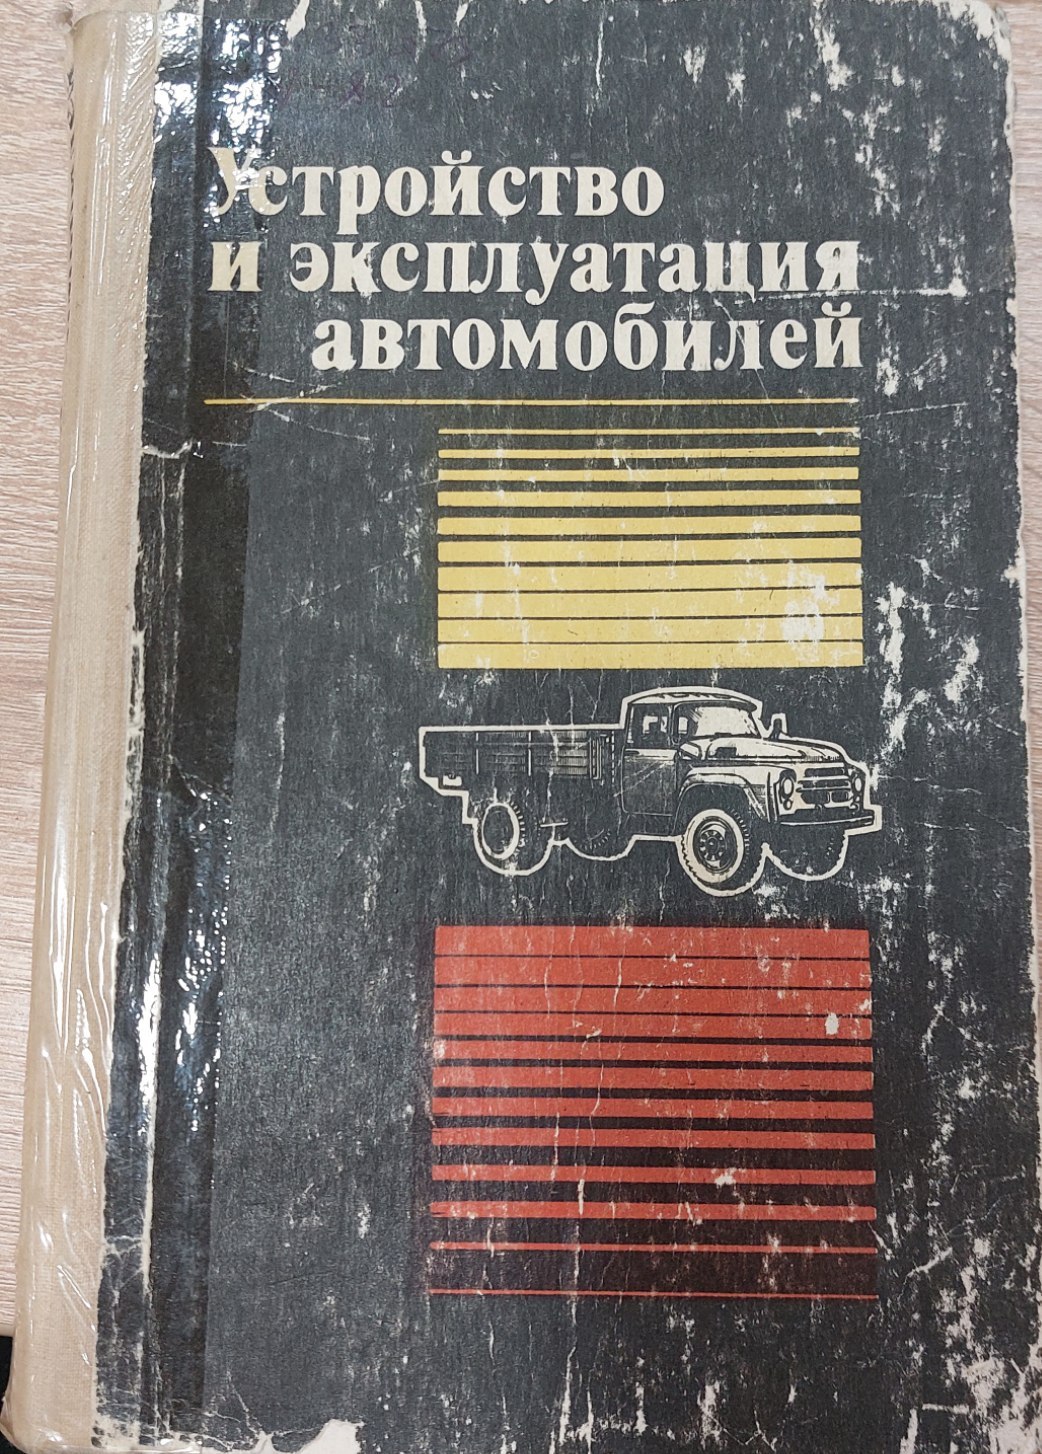 Устройство
и эксплуатация
автомобилей